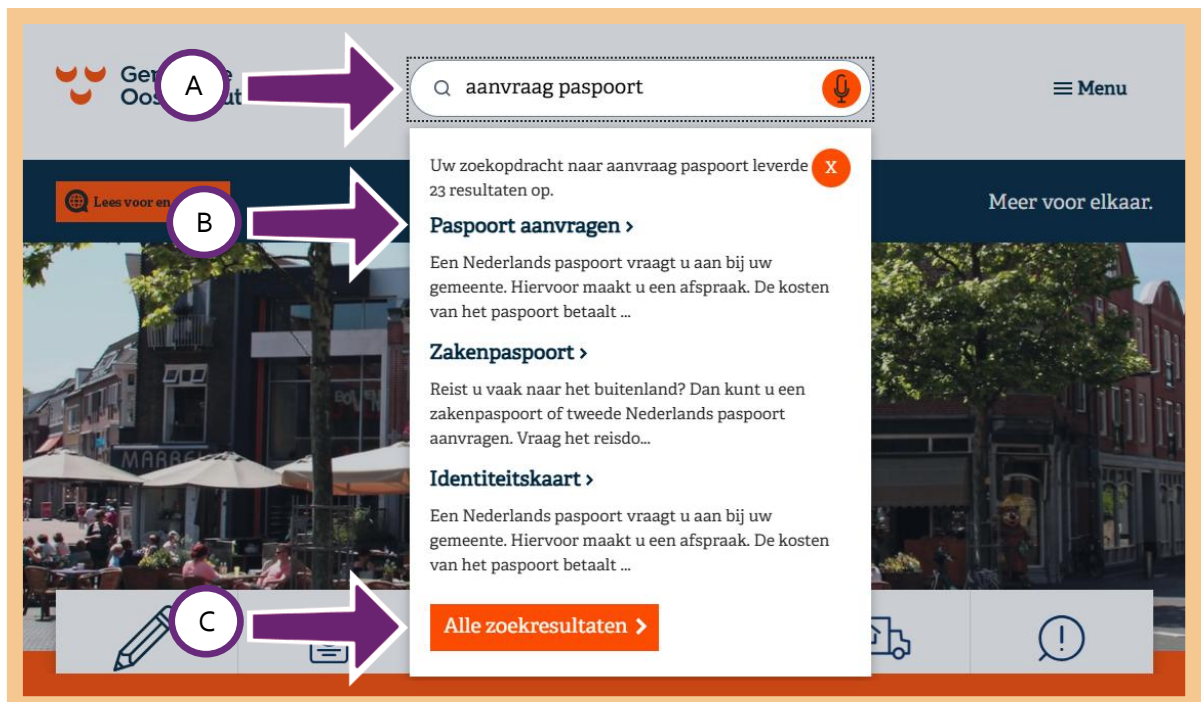 A
aanvraag paspoort
Menu
Uw zoekopdracht naar aanvraag paspoort leverde
23 resultaten op.
X
Lees voor en
B
Meer voor elkaar.
Paspoort aanvragen >
Een Nederlands paspoort vraagt u aan bij uw
gemeente. Hiervoor maakt u een afspraak. De kosten
van het paspoort betaalt ...
Zakenpaspoort >
Reist u vaak naar het buitenland? Dan kunt u een
zakenpaspoort of tweede Nederlands paspoort
aanvragen. Vraag het reisdo...
Identiteitskaart >
Een Nederlands paspoort vraagt u aan bij uw
gemeente. Hiervoor maakt u een afspraak. De kosten
van het paspoort betaalt ...
C
Alle zoekresultaten >